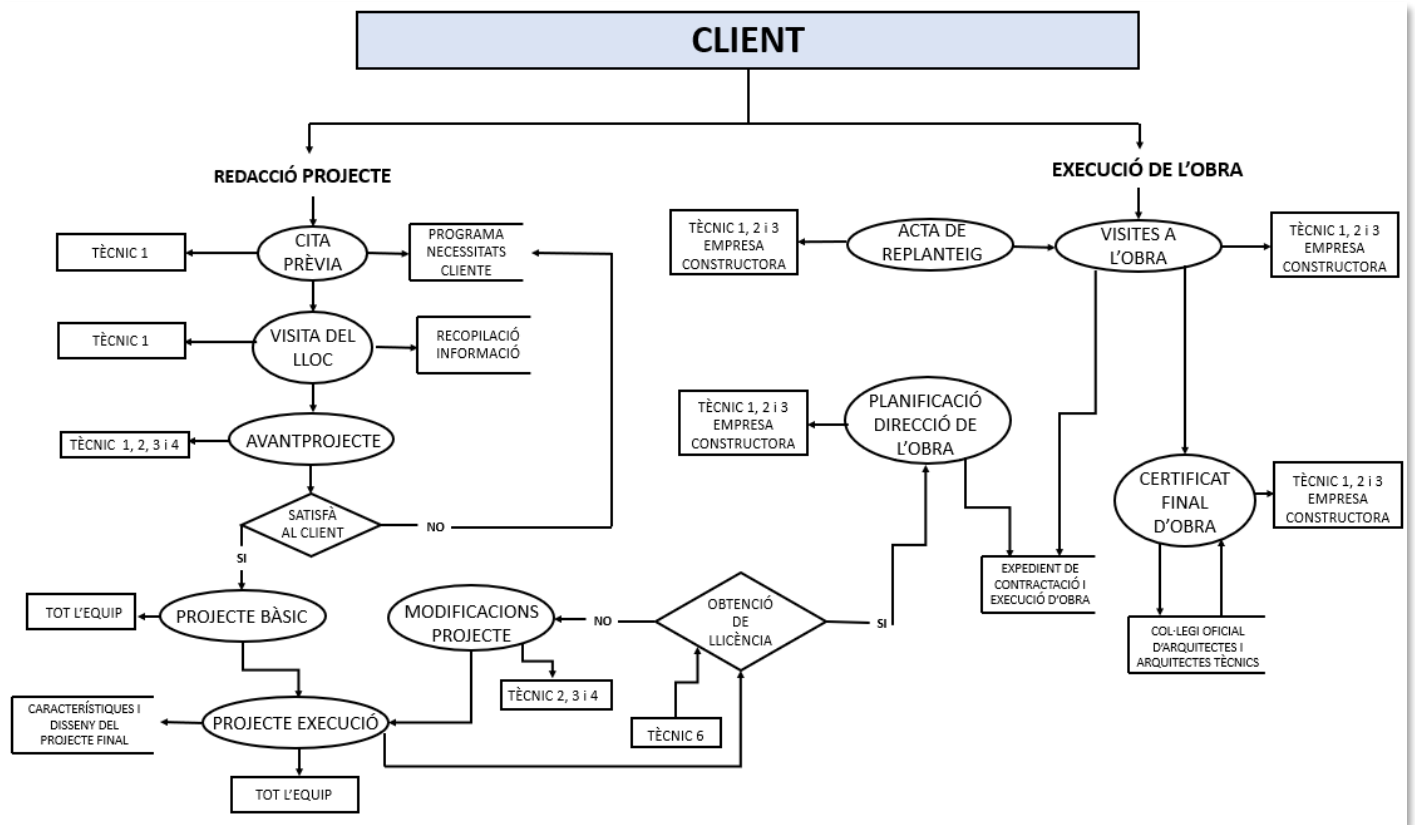 CLIENT
REDACCIÓ PROJECTE
EXECUCIÓ DE L'OBRA
CITA
PRÈVIA
TÈCNIC 1
PROGRAMA
NECESSITATS
CLIENTE
VISITA DEL
LLOC
TÈCNIC 1
RECOPILACIÓ
INFORMACIÓ
AVANTPROJECTE
TÈCNIC 1, 2, 3 i 4
SATISFÀ
AL CLIENT
NO
SI
PROJECTE BÀSIC
TOT L'EQUIP
PROJECTE EXECUCIÓ
CARACTERÍSTIQUES I
DISSENY DEL
PROJECTE FINAL
TOT L'EQUIP
MODIFICACIONS
PROJECTE
TÈCNIC 2, 3 i 4
NO
OBTENCIÓ
DE
LLICÈNCIA
SI
TÈCNIC 6
TÈCNIC 1, 2 i 3
EMPRESA
CONSTRUCTORA
ACTA DE
REPLANTEIG
VISITES A
L'OBRA
TÈCNIC 1, 2 i 3
EMPRESA
CONSTRUCTORA
TÈCNIC 1, 2 i 3
EMPRESA
CONSTRUCTORA
PLANIFICACIÓ
DIRECCIÓ DE
L'OBRA
EXPEDIENT DE
CONTRACTACIÓ I
EXECUCIÓ D'OBRA
CERTIFICAT
FINAL
D'OBRA
TÈCNIC 1, 2 i 3
EMPRESA
CONSTRUCTORA
COL·LEGI OFICIAL
D'ARQUITECTES I
ARQUITECTES TÈCNICS